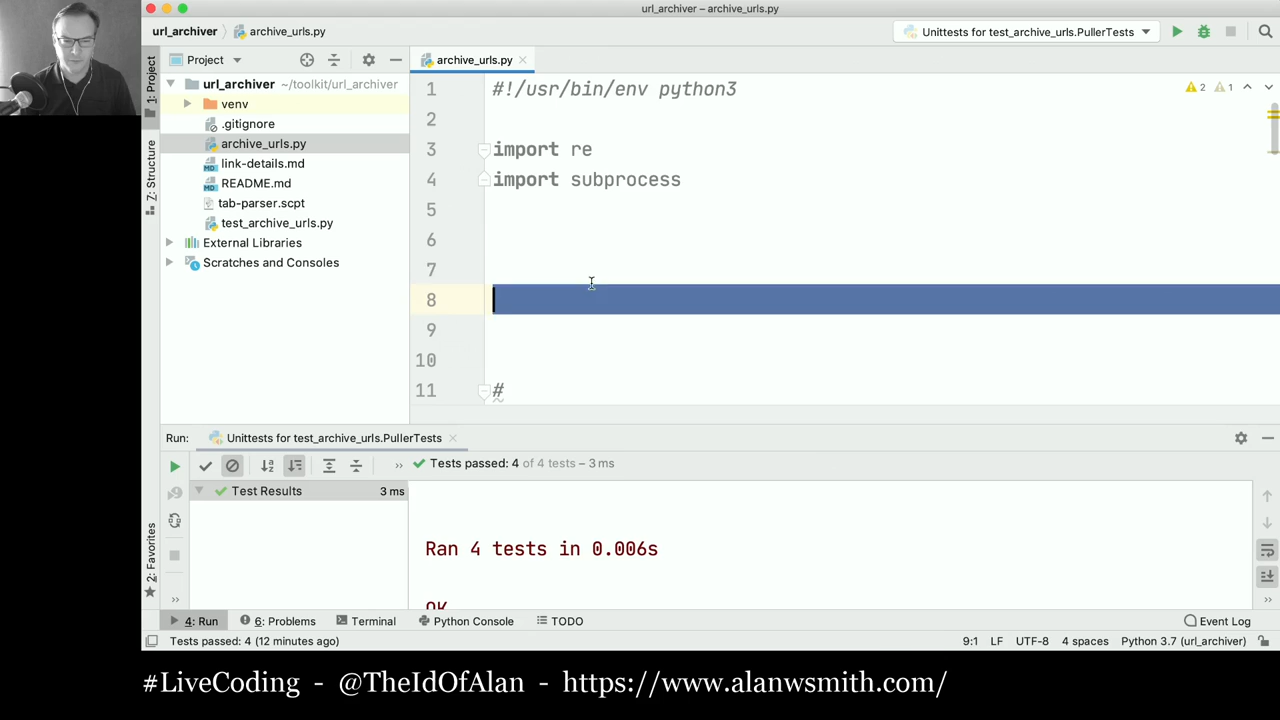 url_archiver – archive_urls.py
url_archiver
archive_urls.py
Unittests for test_archive_urls.PullerTests
1: Project
Project
archive_urls.py
url_archiver ~/toolkit/url_archiver
venv
.gitignore
archive_urls.py
link-details.md
README.md
tab-parser.scpt
test_archive_urls.py
External Libraries
Scratches and Consoles
Z: Structure
1 #!/usr/bin/env python3
2
3 import re
4 import subprocess
5
6
7
8
9
10
11 #
2 1
Run: Unittests for test_archive_urls.PullerTests
Tests passed: 4 of 4 tests – 3 ms
Test Results 3 ms
Ran 4 tests in 0.006s
OK
2: Favorites
4: Run 6: Problems Terminal Python Console TODO Event Log
Tests passed: 4 (12 minutes ago) 9:1 LF UTF-8 4 spaces Python 3.7 (url_archiver)
#LiveCoding - @TheIdOfAlan - https://www.alanwsmith.com/